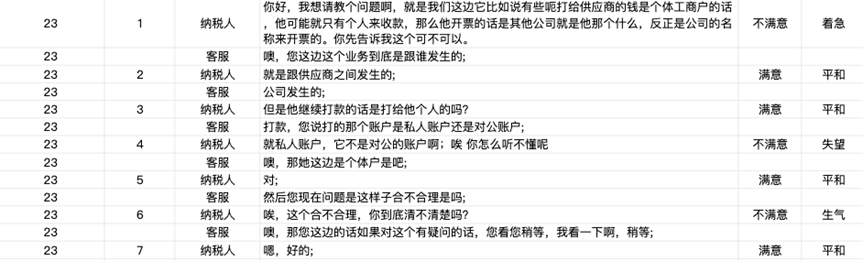 你好，我想请教个问题啊，就是我们这边它比如说有些呃打给供应商的钱是个体工商户的话
23 1 纳税人 ，他可能就只有个人来收款，那么他开票的话是其他公司就是他那个什么，反正是公司的名 不满意 着急
称来开票的。你先告诉我这个可不可以。
23 客服 噢，您这边这个业务到底是跟谁发生的;
23 2 纳税人 就是跟供应商之间发生的; 满意 平和
23 客服 公司发生的;
23 3 纳税人 但是他继续打款的话是打给他个人的吗? 满意 平和
23 客服 打款，您说打的那个账户是私人账户还是对公账户;
23 4 纳税人 就私人账户，它不是对公的账户啊；唉 你怎么听不懂呢 不满意 失望
23 客服 噢，那她这边是个体户是吧;
23 5 纳税人 对; 满意 平和
23 客服 然后您现在问题是这样子合不合理是吗;
23 6 纳税人 唉，这个合不合理，你到底清不清楚吗? 不满意 生气
23 客服 噢，那您这边的话如果对这个有疑问的话，您看您稍等，我看一下啊，稍等;
23 7 纳税人 嗯，好的; 满意 平和